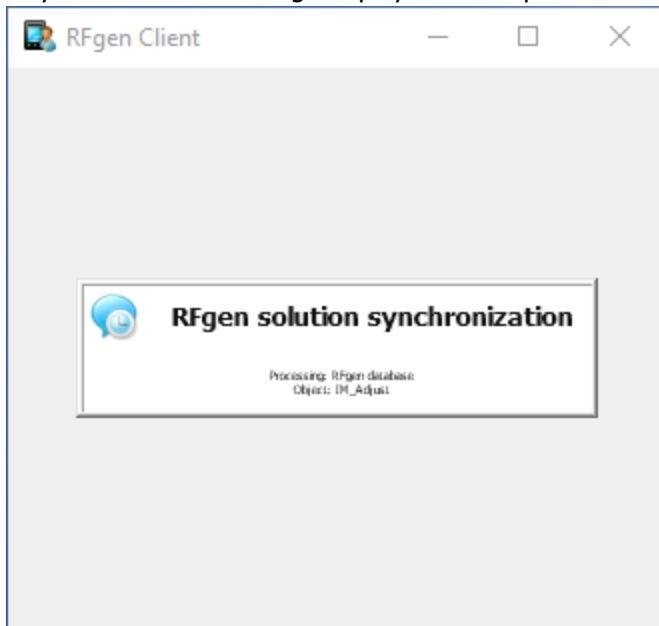 RFgen Client
RFgen solution synchronization
Processing: RFgen database
Object: IM_Adjust